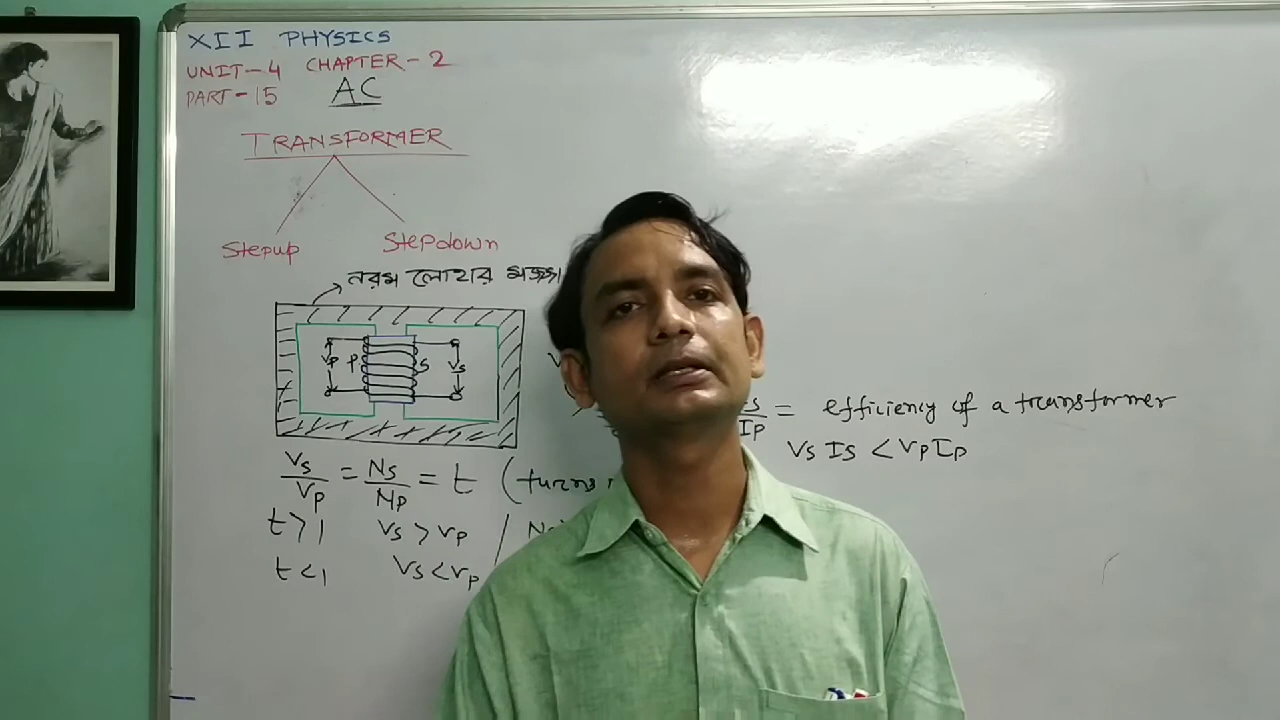 XII PHYSICS
UNIT-4 CHAPTER-2
PART-15 AC
TRANSFORMER
Stepup Stepdown
নরম লোহার মজ্জা
Vp P S Vs
Vs/Vp = Ns/Np = t (turns
t>1 Vs>Vp /
t<1 Vs<Vp
S/Ip = efficiency of a transformer
Vs Is < Vp Ip